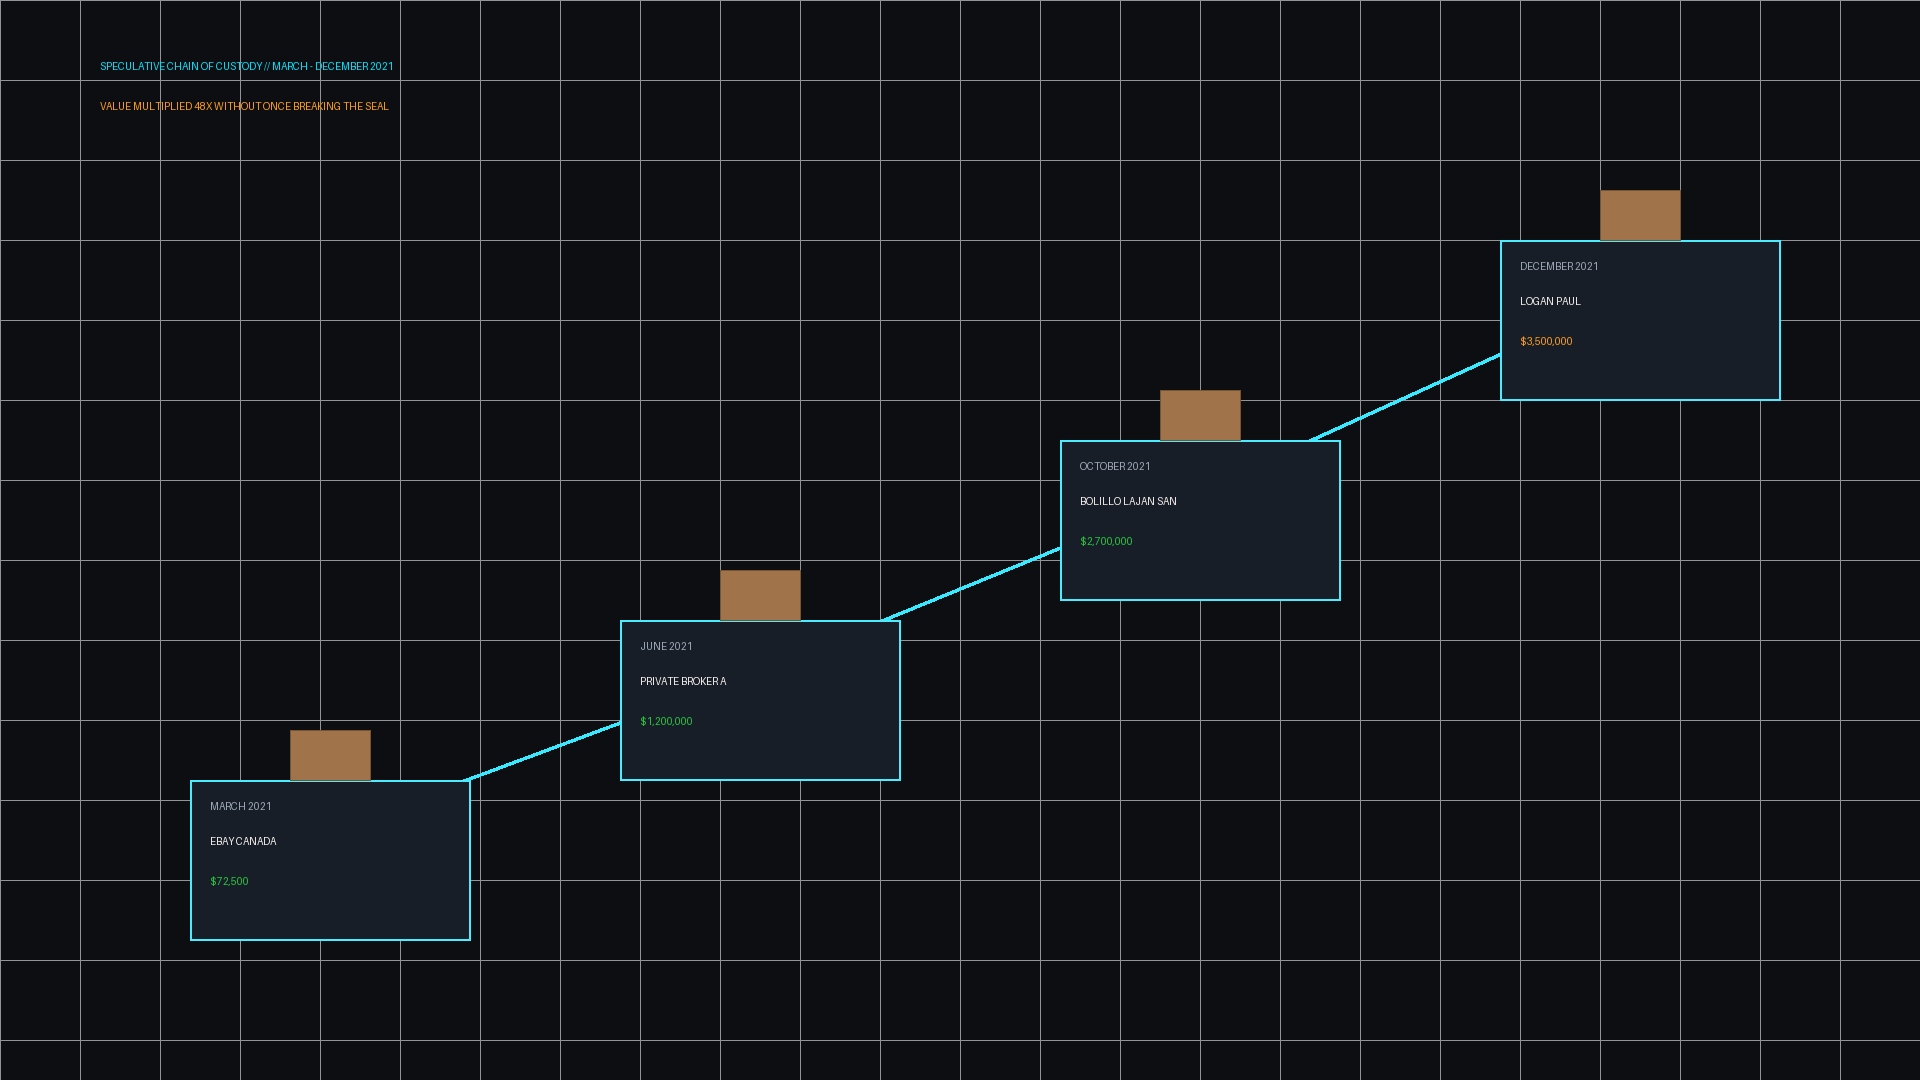 SPECULATIVE CHAIN OF CUSTODY // MARCH - DECEMBER 2021
VALUE MULTIPLIED 48X WITHOUT ONCE BREAKING THE SEAL
DECEMBER 2021
LOGAN PAUL
$3,500,000
OCTOBER 2021
BOLILLO LAJAN SAN
$2,700,000
JUNE 2021
PRIVATE BROKER A
$1,200,000
MARCH 2021
EBAY CANADA
$72,500